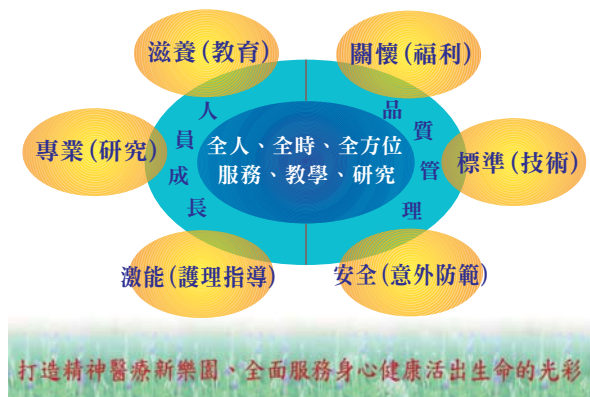 滋養(教育)
關懷(福利)
專業(研究)
人員成長
全人、全時、全方位
服務、教學、研究
品質管理
標準(技術)
激能(護理指導)
安全(意外防範)
打造精神醫療新樂園、全面服務身心健康活出生命的光彩